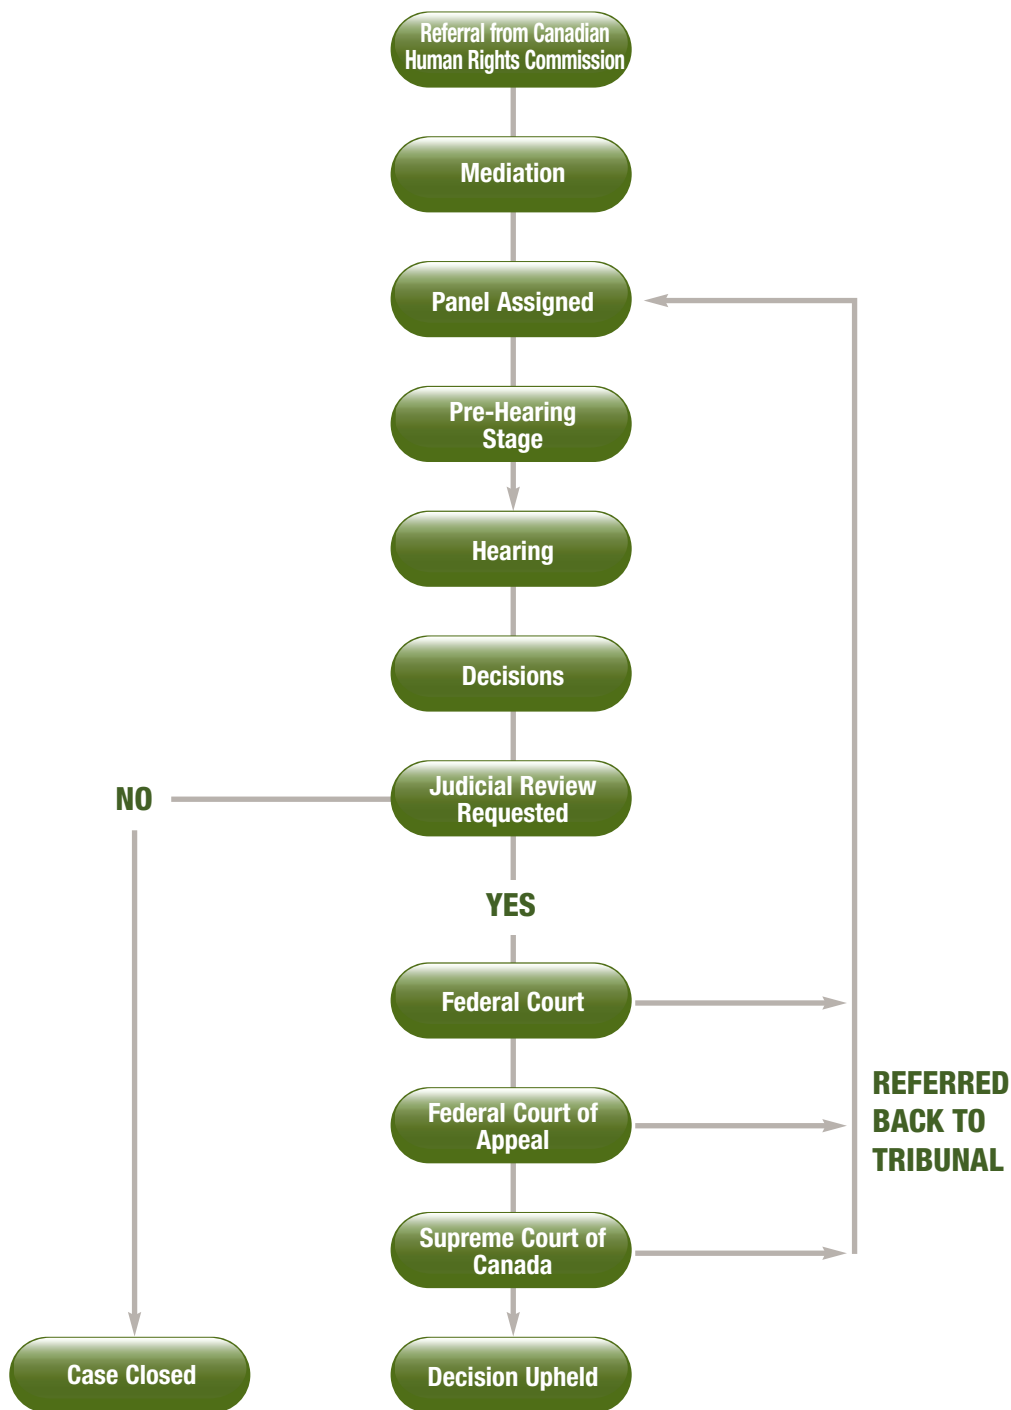 Referral from Canadian
Human Rights Commission
Mediation
Panel Assigned
Pre-Hearing
Stage
Hearing
Decisions
Judicial Review
Requested
NO
YES
Federal Court
Federal Court of
Appeal
REFERRED
BACK TO
TRIBUNAL
Supreme Court of
Canada
Case Closed
Decision Upheld